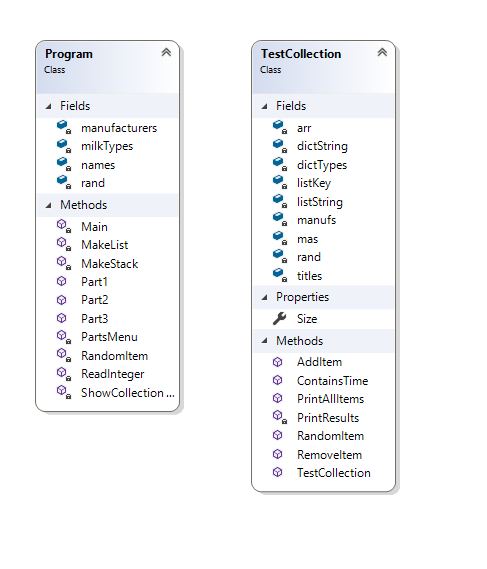 Program
Class
Fields
manufacturers
milkTypes
names
rand
Methods
Main
MakeList
MakeStack
Part1
Part2
Part3
PartsMenu
RandomItem
ReadInteger
ShowCollection ...
TestCollection
Class
Fields
arr
dictString
dictTypes
listKey
listString
manufs
mas
rand
titles
Properties
Size
Methods
AddItem
ContainsTime
PrintAllItems
PrintResults
RandomItem
RemoveItem
TestCollection